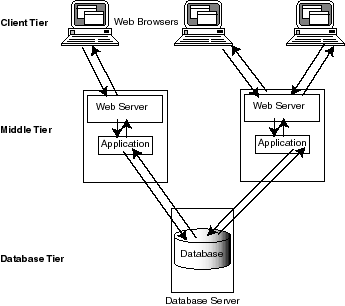 Client Tier
Web Browsers
Web Server
Web Server
Middle Tier
Application
Application
Database
Database Tier
Database Server